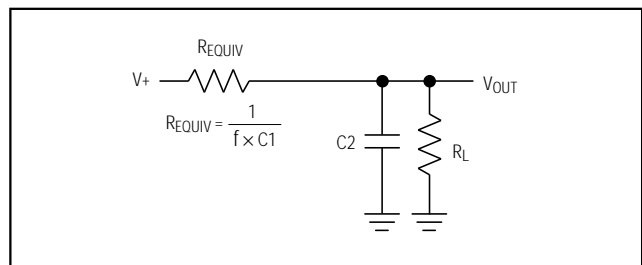 REQUIV
V+
VOUT
REQUIV = 1
f × C1
C2
RL